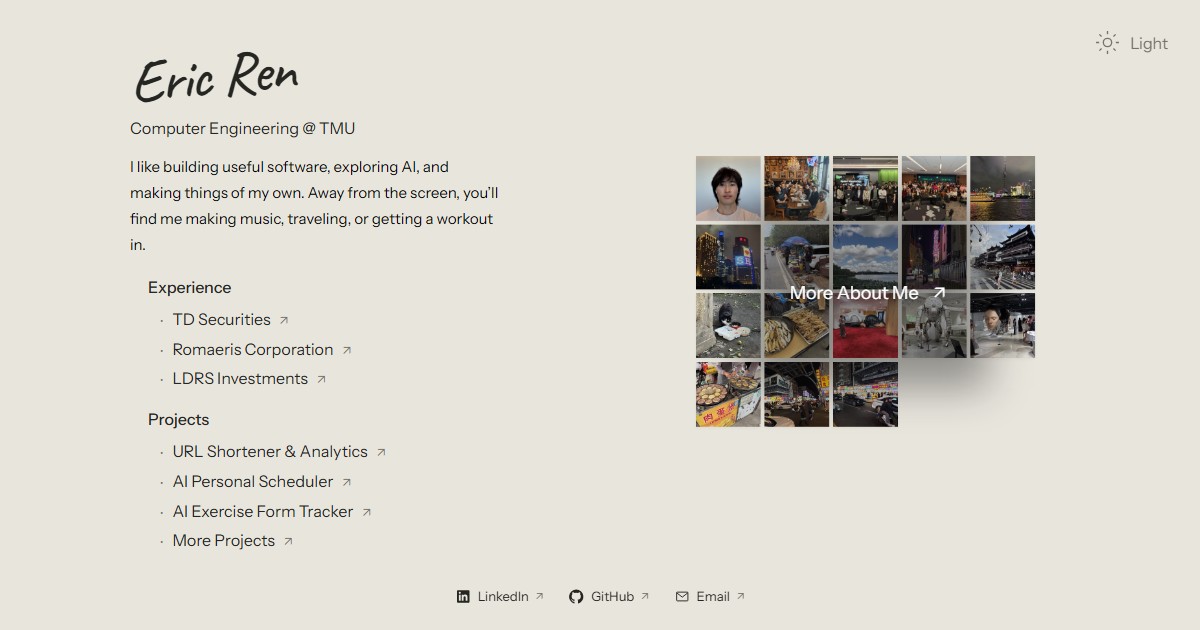 Light
Eric Ren
Computer Engineering @ TMU
I like building useful software, exploring AI, and
making things of my own. Away from the screen, you'll
find me making music, traveling, or getting a workout
in.
Experience
· TD Securities ↗
· Romaeris Corporation ↗
· LDRS Investments ↗
Projects
· URL Shortener & Analytics ↗
· AI Personal Scheduler ↗
· AI Exercise Form Tracker ↗
· More Projects ↗
More About Me ↗
LinkedIn ↗ GitHub ↗ Email ↗